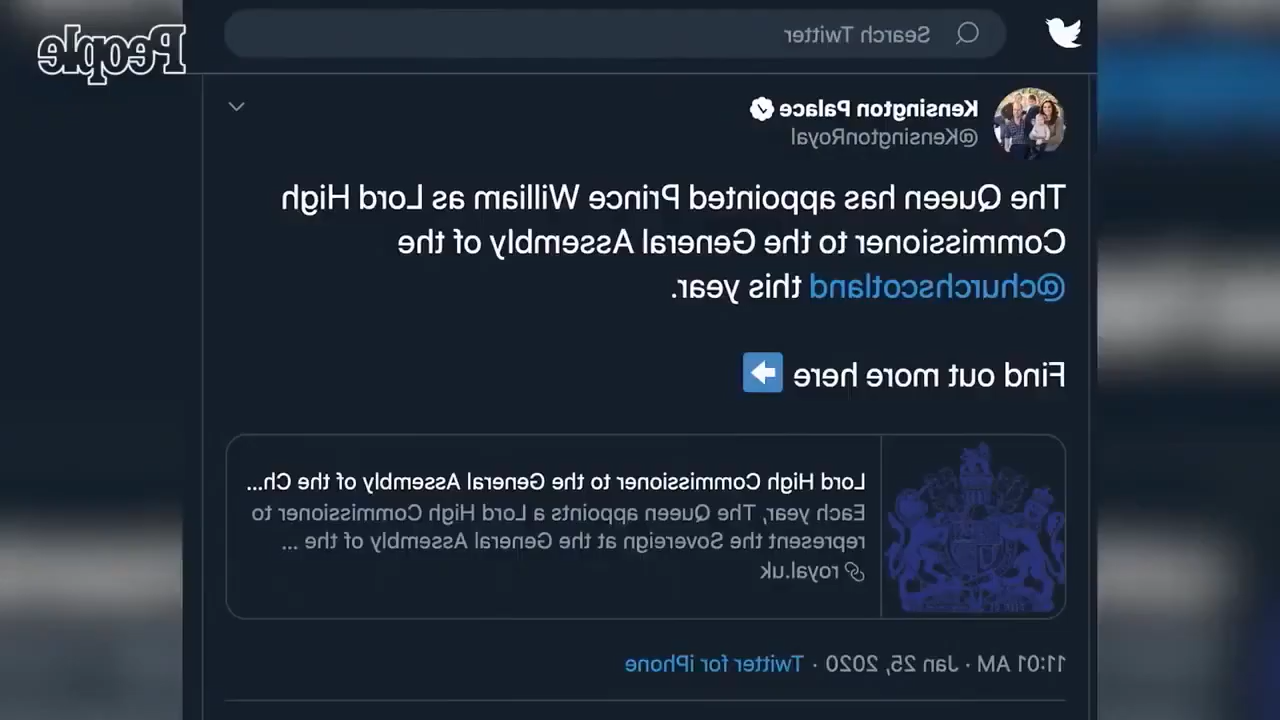 People
Search Twitter
Kensington Palace
@KensingtonRoyal
The Queen has appointed Prince William as Lord High
Commissioner to the General Assembly of the
@churchscotland this year.
Find out more here
Lord High Commissioner to the General Assembly of the Ch...
Each year, The Queen appoints a Lord High Commissioner to
represent the Sovereign at the General Assembly of the ...
royal.uk
11:01 AM · Jan 25, 2020 · Twitter for iPhone